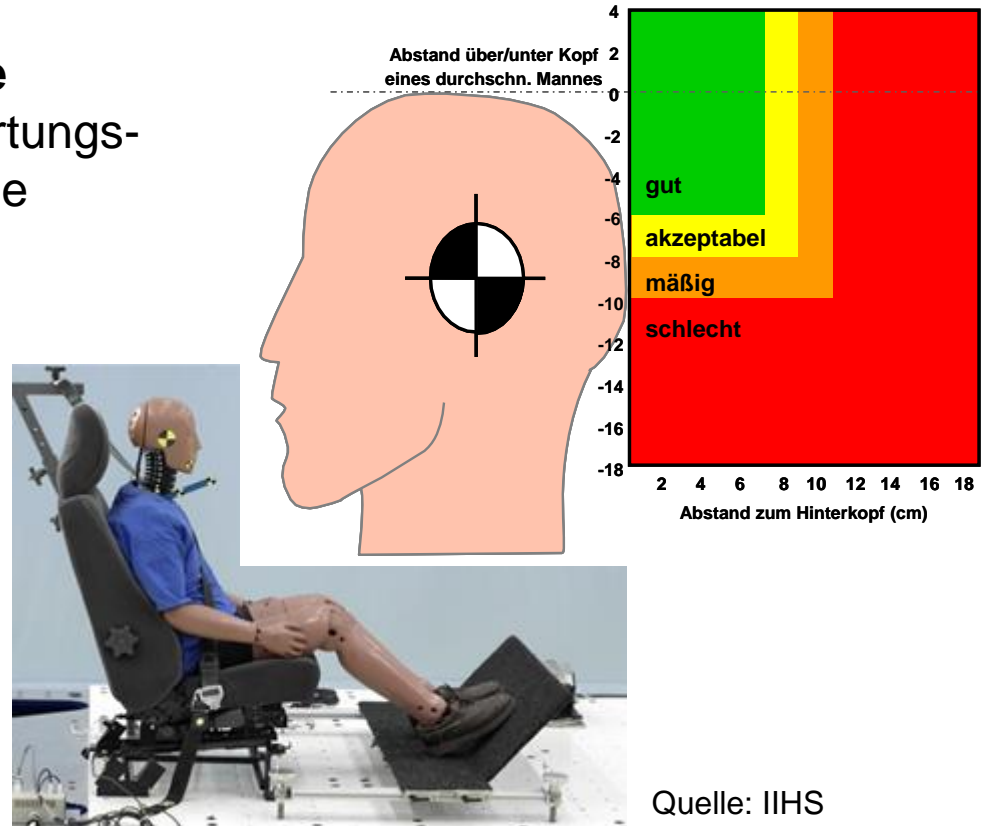 e
rtungs-
e
Abstand über/unter Kopf
eines durchschn. Mannes
4
2
0
-2
-4
-6
-8
-10
-12
-14
-16
-18
gut
akzeptabel
mäßig
schlecht
2 4 6 8 10 12 14 16 18
Abstand zum Hinterkopf (cm)
Quelle: IIHS